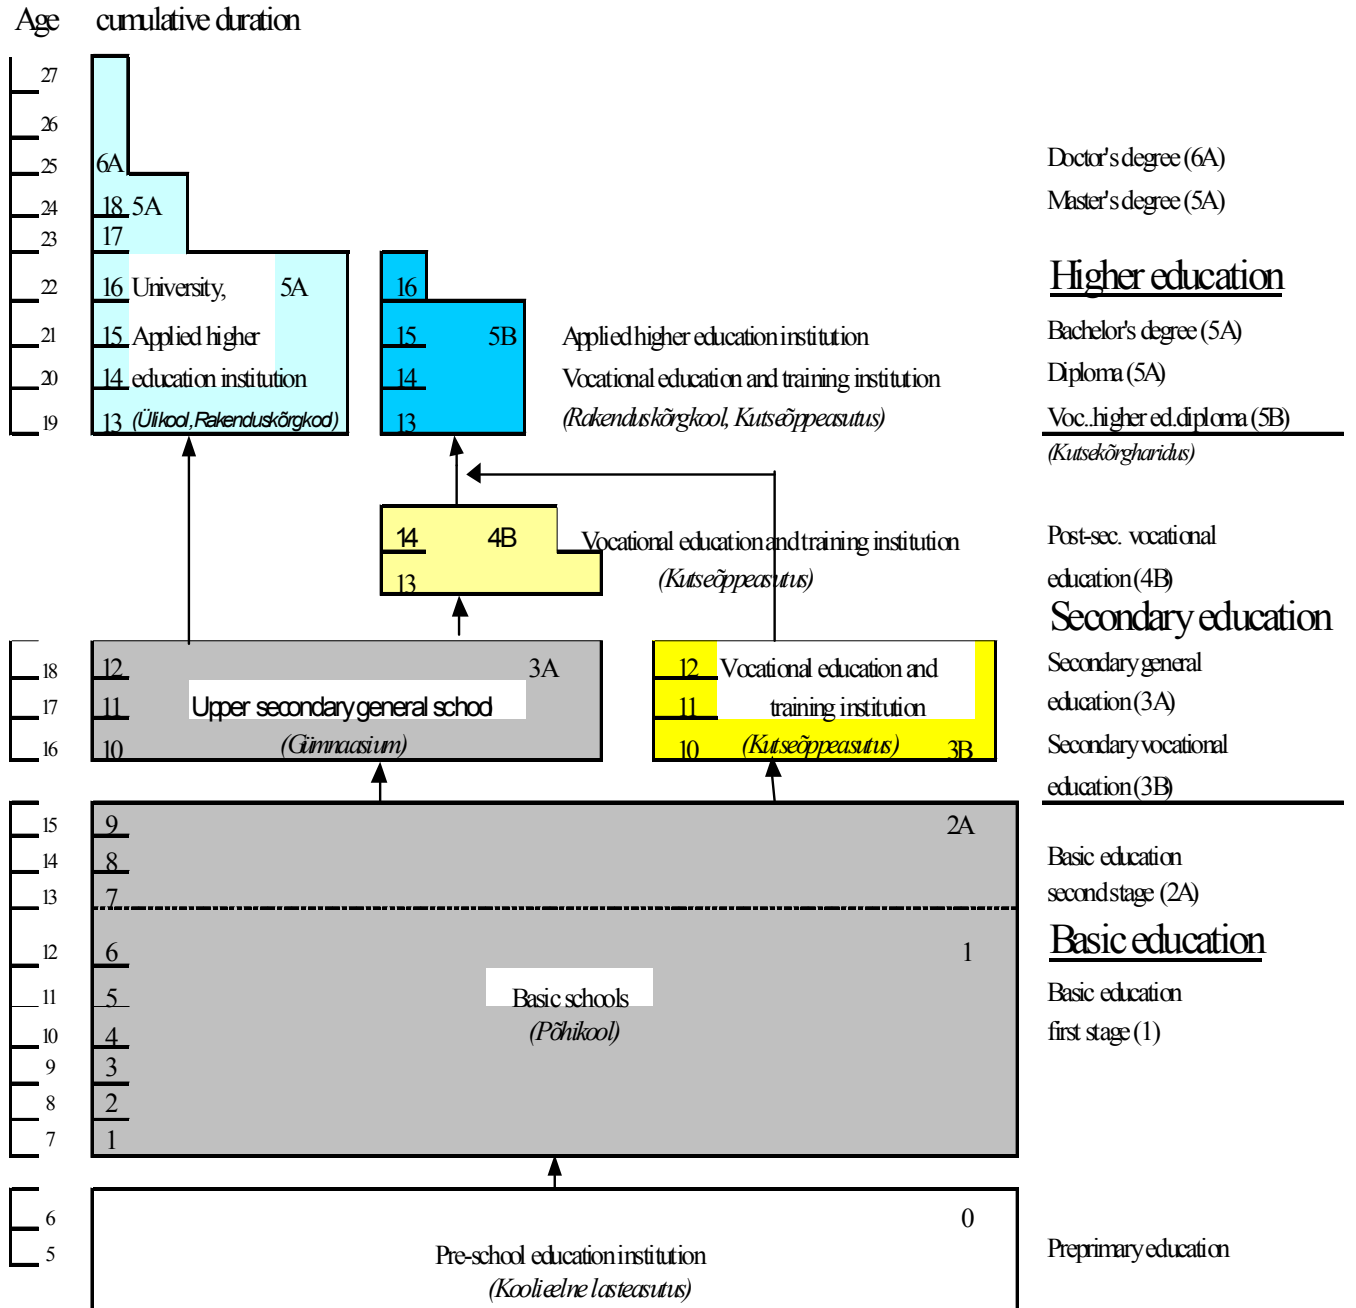 Age cumulative duration
27
26
25 6A Doctor's degree (6A)
24 18 5A Master's degree (5A)
23 17
22 16 University, 5A 16 Higher education
21 15 Applied higher 15 5B Applied higher education institution Bachelor's degree (5A)
20 14 education institution 14 Vocational education and training institution Diploma (5A)
19 13 (Ülikool, Rakenduskõrgkod) 13 (Rakenduskõrgkool, Kutseõppeasutus) Voc..higher ed.diploma (5B)
(Kutsekõrgharidus)
14 4B Vocational education and training institution Post-sec. vocational
13 (Kutseõppeasutus) education (4B)
Secondary education
18 12 3A 12 Vocational education and Secondary general
17 11 Upper secondary general schod 11 training institution education (3A)
16 10 (Gümnaasium) 10 (Kutseõppeasutus) 3B Secondary vocational
education (3B)
15 9 2A
14 8 Basic education
13 7 second stage (2A)
12 6 1 Basic education
11 5 Basic schools Basic education
10 4 (Põhikool) first stage (1)
9 3
8 2
7 1
6 0
5 Pre-school education institution Preprimary education
(Koolieelne lasteasutus)